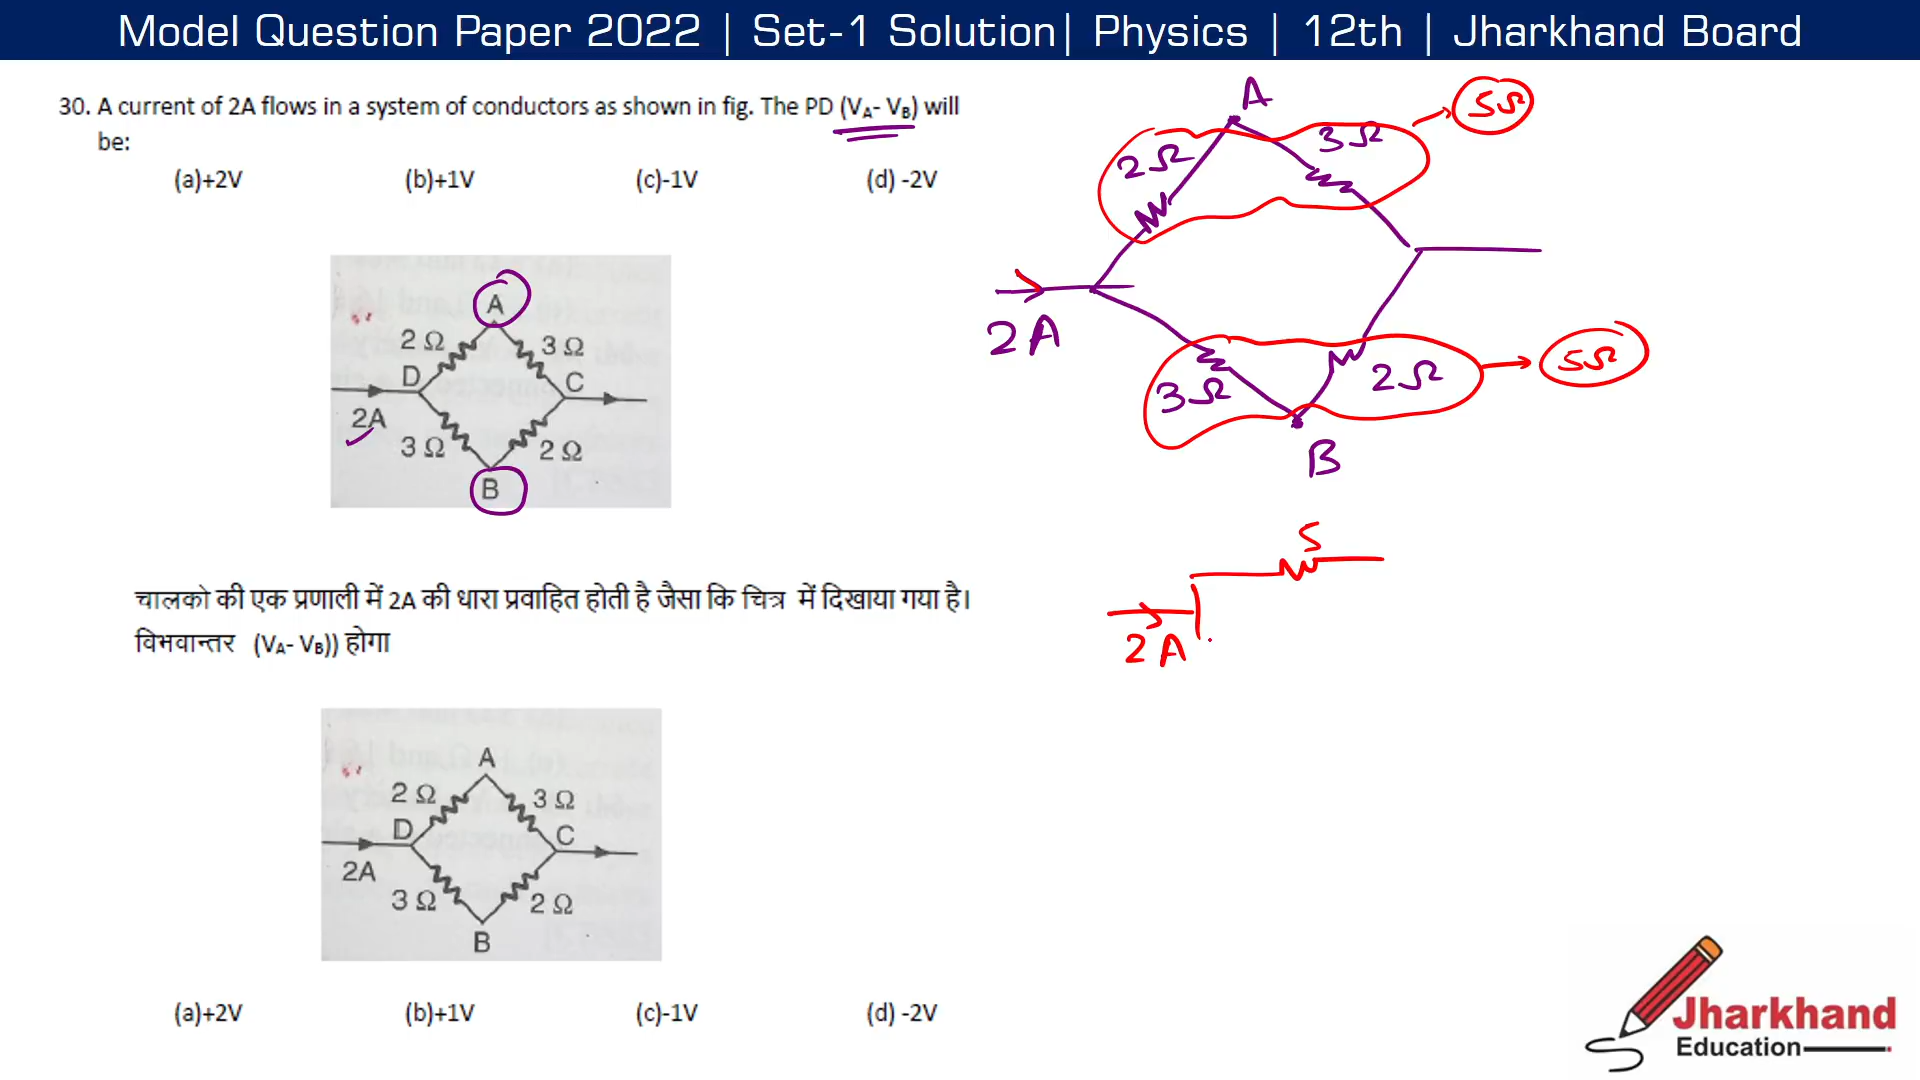 Model Question Paper 2022 | Set-1 Solution| Physics | 12th | Jharkhand Board
30. A current of 2A flows in a system of conductors as shown in fig. The PD (VA- VB) will
be:
(a)+2V (b)+1V (c)-1V (d) -2V
A
2 Ω 3 Ω
D C
2A
3 Ω 2 Ω
B
A
5Ω
2Ω 3Ω
2A
3Ω 2Ω
5Ω
B
5
2A
चालको की एक प्रणाली में 2A की धारा प्रवाहित होती है जैसा कि चित्र में दिखाया गया है।
विभवान्तर (VA- VB)) होगा
A
2 Ω 3 Ω
D C
2A
3 Ω 2 Ω
B
(a)+2V (b)+1V (c)-1V (d) -2V
Jharkhand
Education